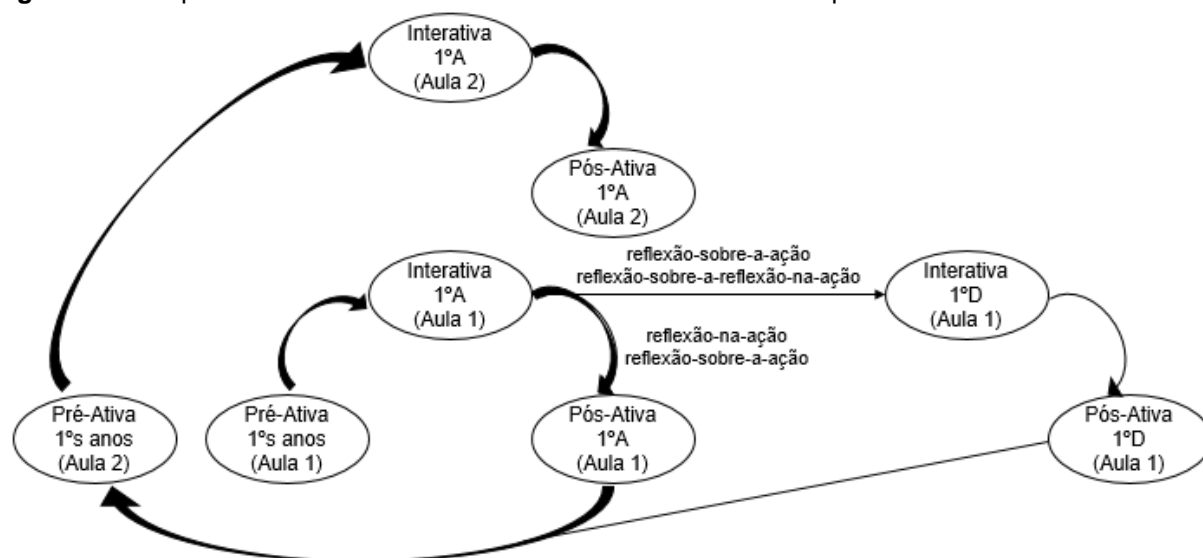 Interativa
1ºA
(Aula 2)
Pós-Ativa
1ºA
(Aula 2)
reflexão-sobre-a-ação
reflexão-sobre-a-reflexão-na-ação
Interativa
1ºA
(Aula 1)
Interativa
1ºD
(Aula 1)
reflexão-na-ação
reflexão-sobre-a-ação
Pré-Ativa
1ºs anos
(Aula 2)
Pré-Ativa
1ºs anos
(Aula 1)
Pós-Ativa
1ºA
(Aula 1)
Pós-Ativa
1ºD
(Aula 1)